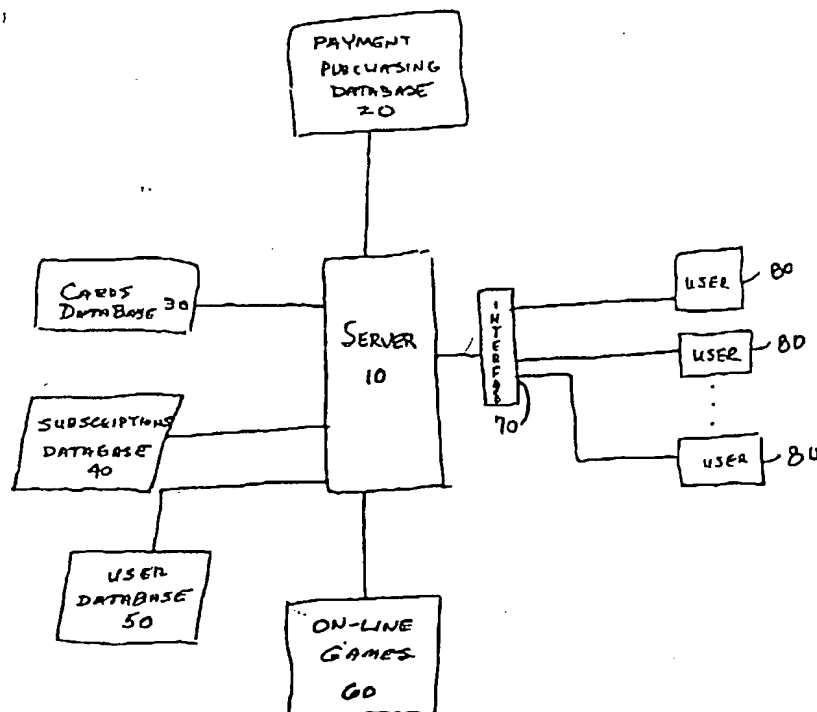 PAYMENT
PURCHASING
DATABASE
20
CARDS
DATABASE 30
SERVER
10
INTERFACE
70
USER 80
USER 80
USER 80
SUBSCRIPTIONS
DATABASE
40
USER
DATABASE
50
ON-LINE
GAMES
60